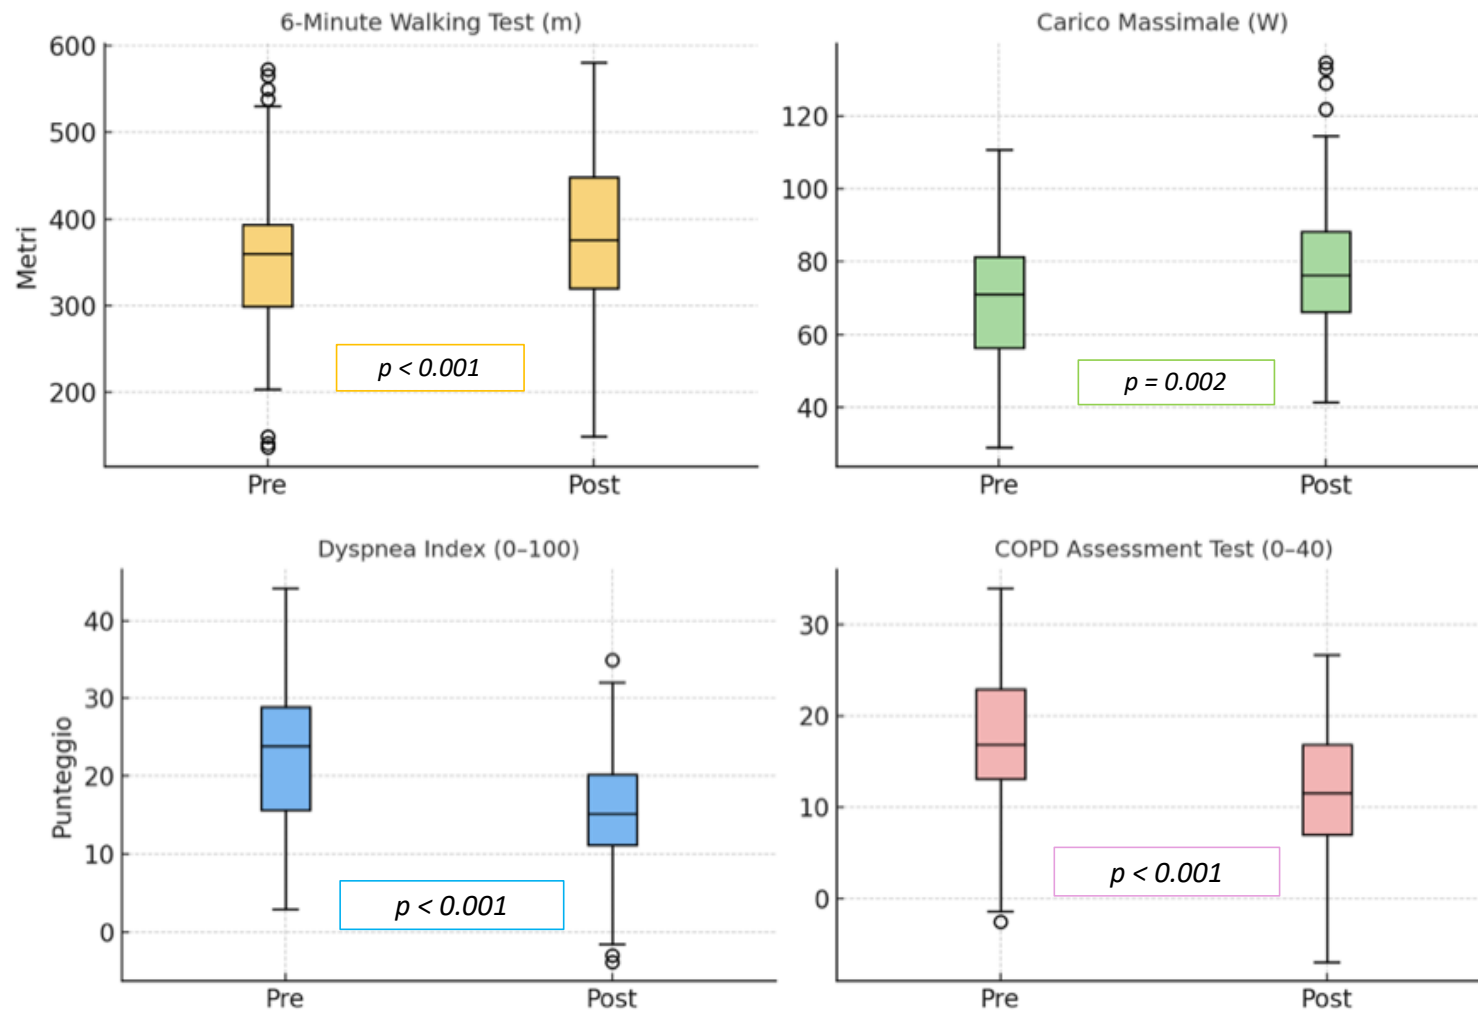 6-Minute Walking Test (m)
600
500
400
300
200
Metri
p < 0.001
Pre
Post
Carico Massimale (W)
120
100
80
60
40
p = 0.002
Pre
Post
Dyspnea Index (0–100)
40
30
20
10
0
Punteggio
p < 0.001
Pre
Post
COPD Assessment Test (0–40)
30
20
10
0
p < 0.001
Pre
Post